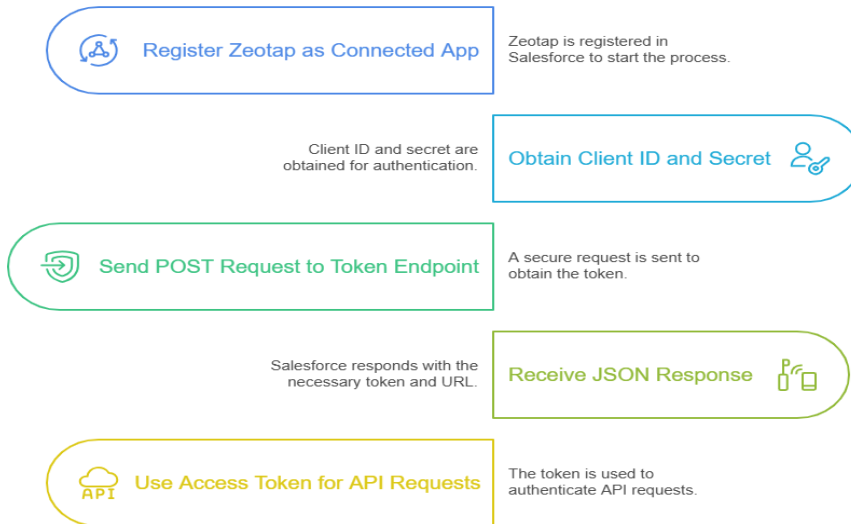 Register Zeotap as Connected App
Zeotap is registered in
Salesforce to start the process.
Client ID and secret are
obtained for authentication.
Obtain Client ID and Secret
Send POST Request to Token Endpoint
A secure request is sent to
obtain the token.
Salesforce responds with the
necessary token and URL.
Receive JSON Response
API
Use Access Token for API Requests
The token is used to
authenticate API requests.